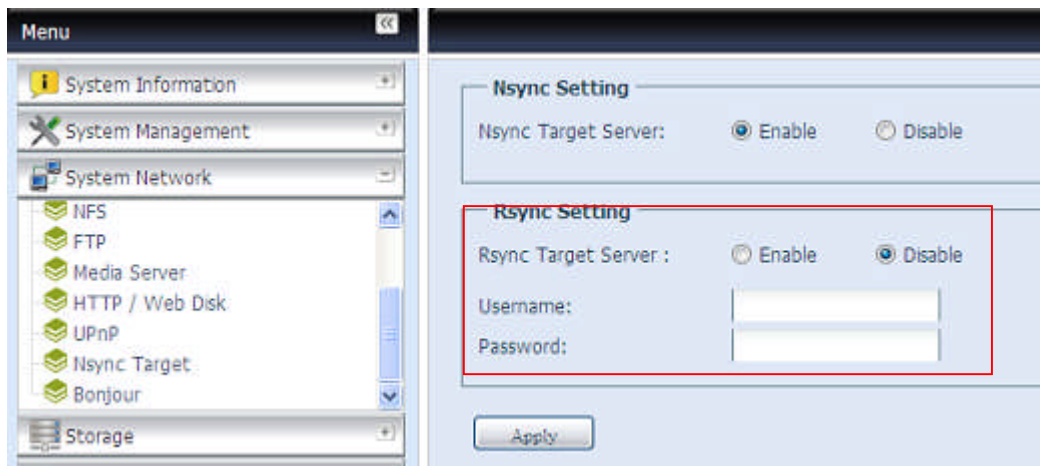 Menu
System Information
System Management
System Network
NFS
FTP
Media Server
HTTP / Web Disk
UPnP
Nsync Target
Bonjour
Storage
Nsync Setting
Nsync Target Server: Enable Disable
Rsync Setting
Rsync Target Server : Enable Disable
Username:
Password:
Apply